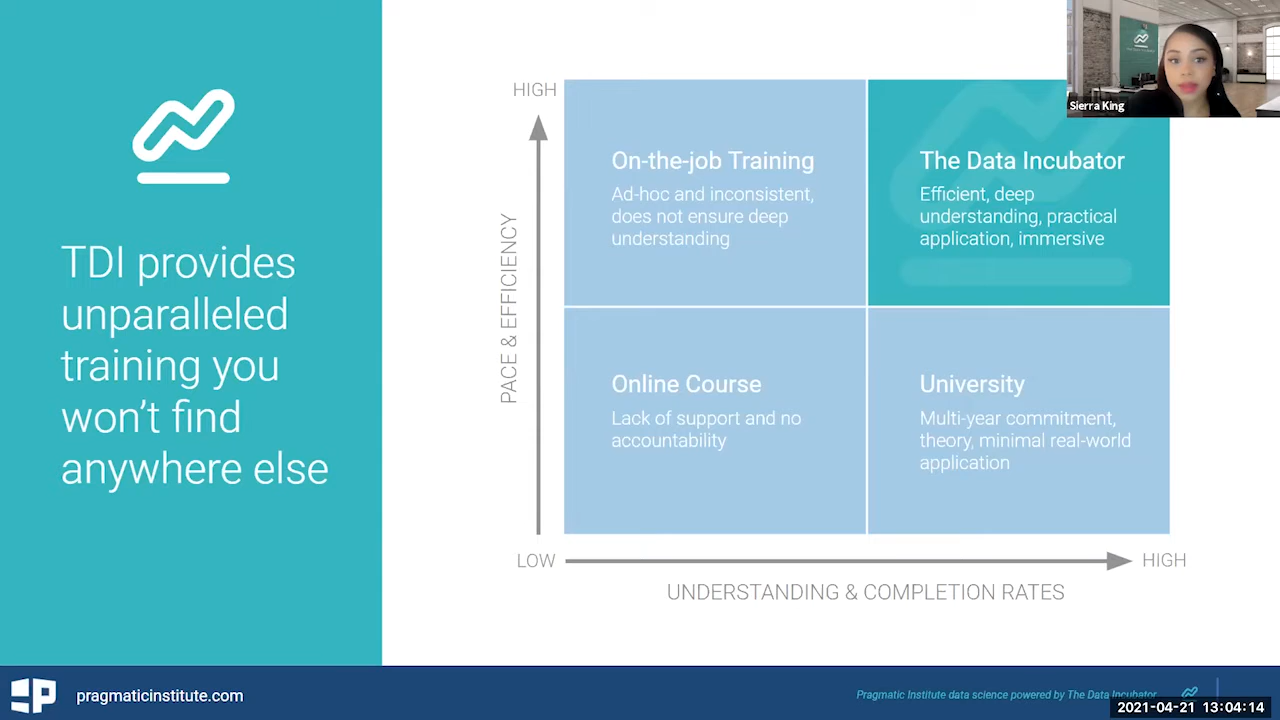 TDI provides
unparalleled
training you
won't find
anywhere else
HIGH
PACE & EFFICIENCY
LOW
On-the-job Training
Ad-hoc and inconsistent,
does not ensure deep
understanding
The Data Incubator
Efficient, deep
understanding, practical
application, immersive
Online Course
Lack of support and no
accountability
University
Multi-year commitment,
theory, minimal real-world
application
HIGH
UNDERSTANDING & COMPLETION RATES
Sierra King
pragmaticinstitute.com
Pragmatic Institute data science powered by The Data Incubator
2021-04-21 13:04:14